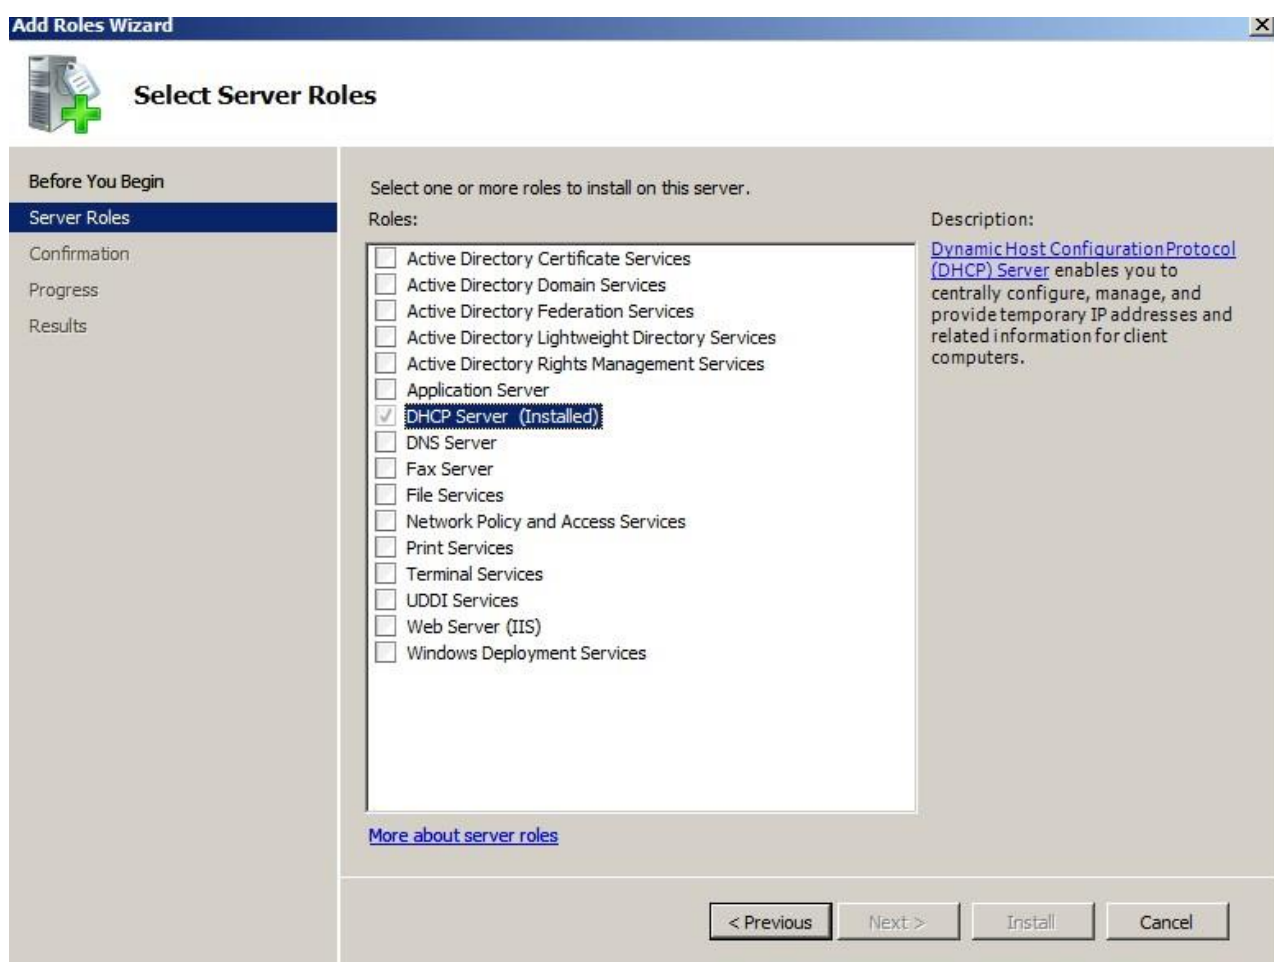 Add Roles Wizard
Select Server Roles
Before You Begin
Server Roles
Confirmation
Progress
Results
Select one or more roles to install on this server.
Roles:
Active Directory Certificate Services
Active Directory Domain Services
Active Directory Federation Services
Active Directory Lightweight Directory Services
Active Directory Rights Management Services
Application Server
DHCP Server (Installed)
DNS Server
Fax Server
File Services
Network Policy and Access Services
Print Services
Terminal Services
UDDI Services
Web Server (IIS)
Windows Deployment Services
More about server roles
Description:
Dynamic Host Configuration Protocol
(DHCP) Server enables you to
centrally configure, manage, and
provide temporary IP addresses and
related information for client
computers.
< Previous
Next >
Install
Cancel